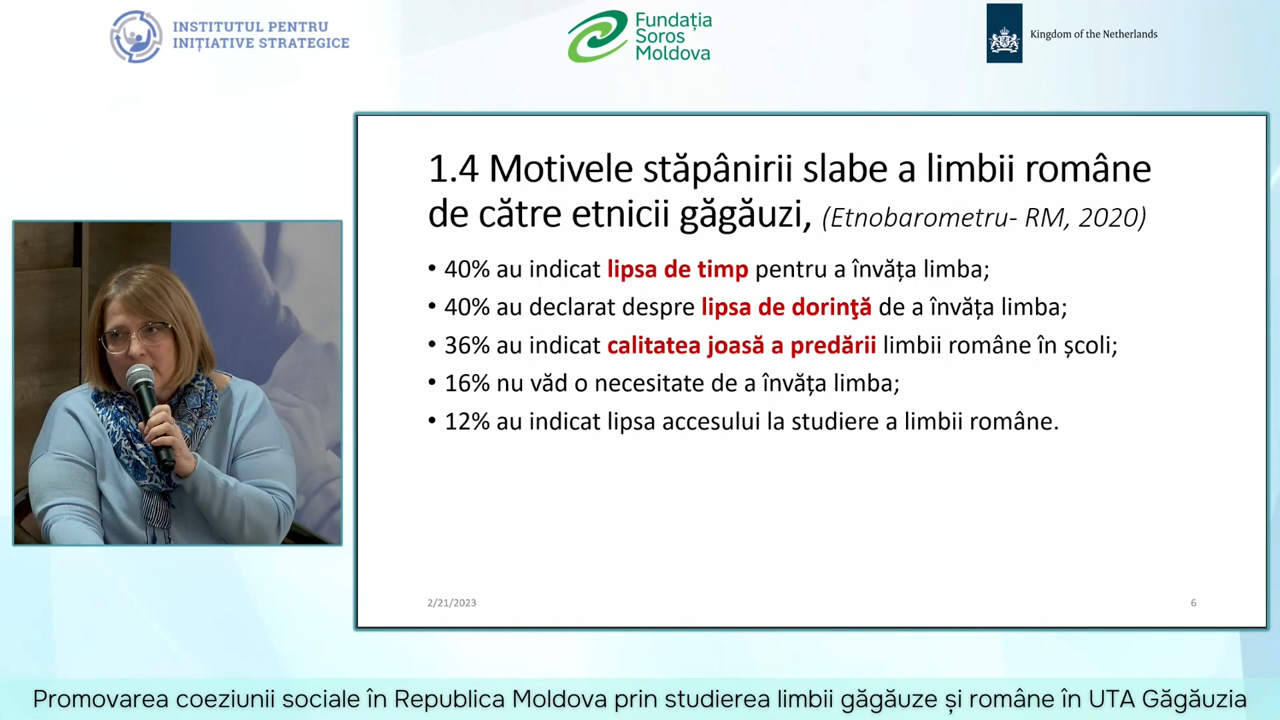 INSTITUTUL PENTRU
INIȚIATIVE STRATEGICE
Fundația
Soros
Moldova
Kingdom of the Netherlands
1.4 Motivele stăpânirii slabe a limbii române
de către etnicii găgăuzi, (Etnobarometru- RM, 2020)
• 40% au indicat lipsa de timp pentru a învăța limba;
• 40% au declarat despre lipsa de dorinţă de a învăța limba;
• 36% au indicat calitatea joasă a predării limbii române în școli;
• 16% nu văd o necesitate de a învăța limba;
• 12% au indicat lipsa accesului la studiere a limbii române.
2/21/2023
6
Promovarea coeziunii sociale în Republica Moldova prin studierea limbii găgăuze și române în UTA Găgăuzia